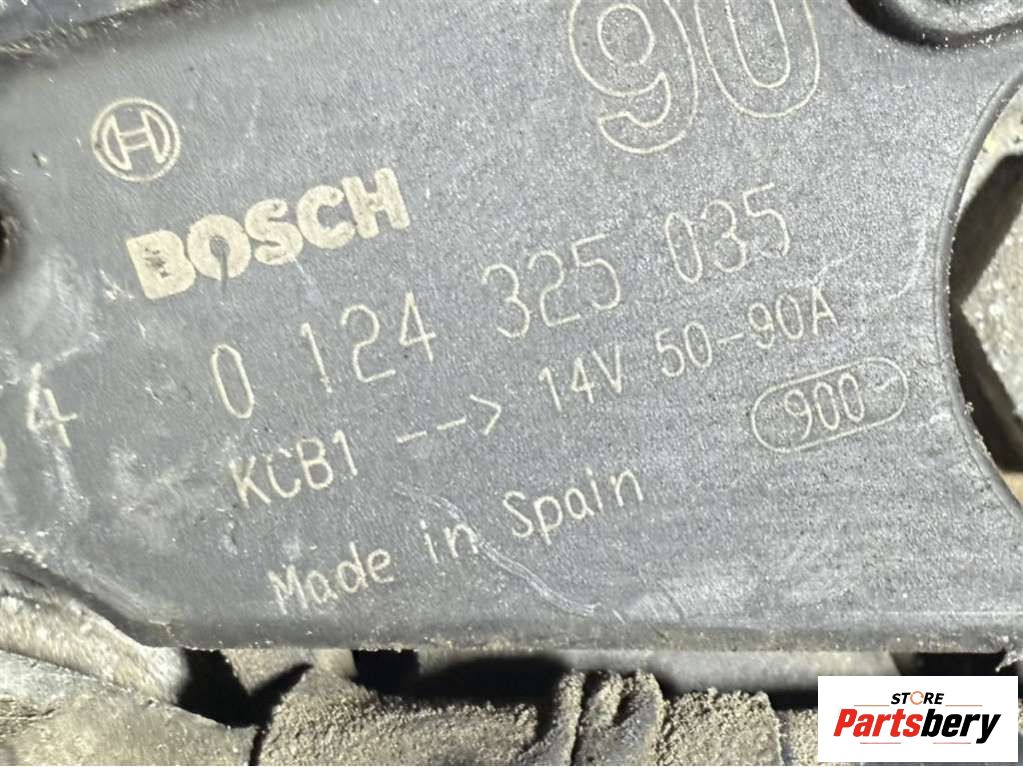 90
BOSCH
0 124 325 035
4
KCB1 --> 14V 50-90A
900
Made in Spain
STORE
Partsbery